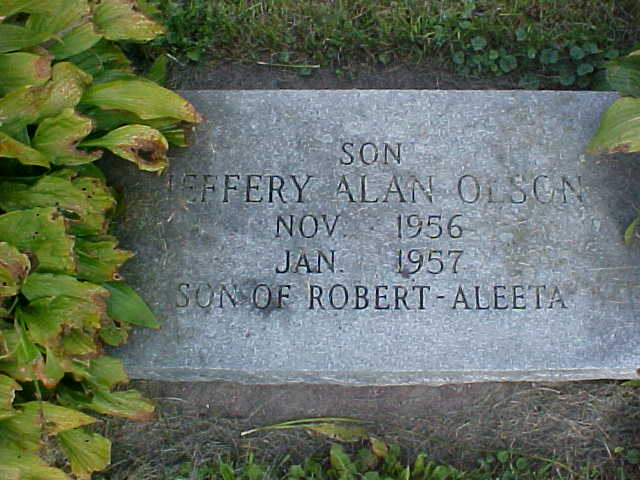 SON
JEFFERY ALAN OLSON
NOV. 1956
JAN. 1957
SON OF ROBERT-ALEETA